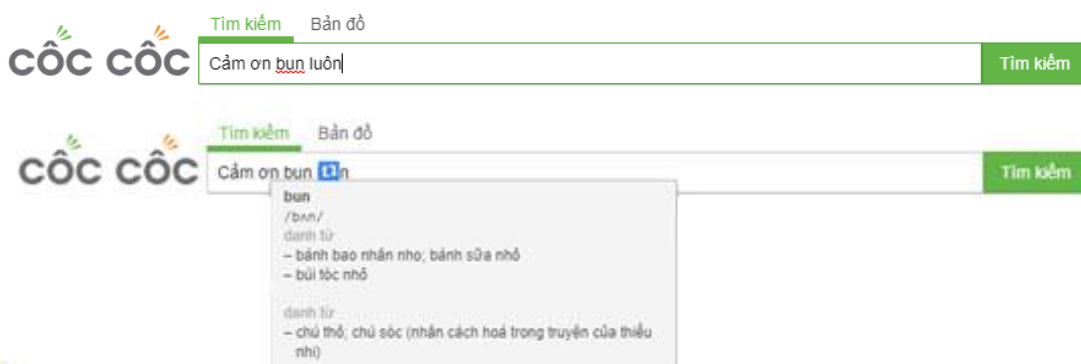 Tìm kiếm Bản đồ
CỐC CỐC Cảm ơn bun luôn Tìm kiếm
Tìm kiếm Bản đồ
CỐC CỐC Cảm ơn bun n Tìm kiếm
bun
/bʌn/
danh từ
– bánh bao nhân nho; bánh sữa nhỏ
– búi tóc nhỏ
danh từ
– chú thỏ; chú sóc (nhân cách hoá trong truyện của thiếu
nhi)